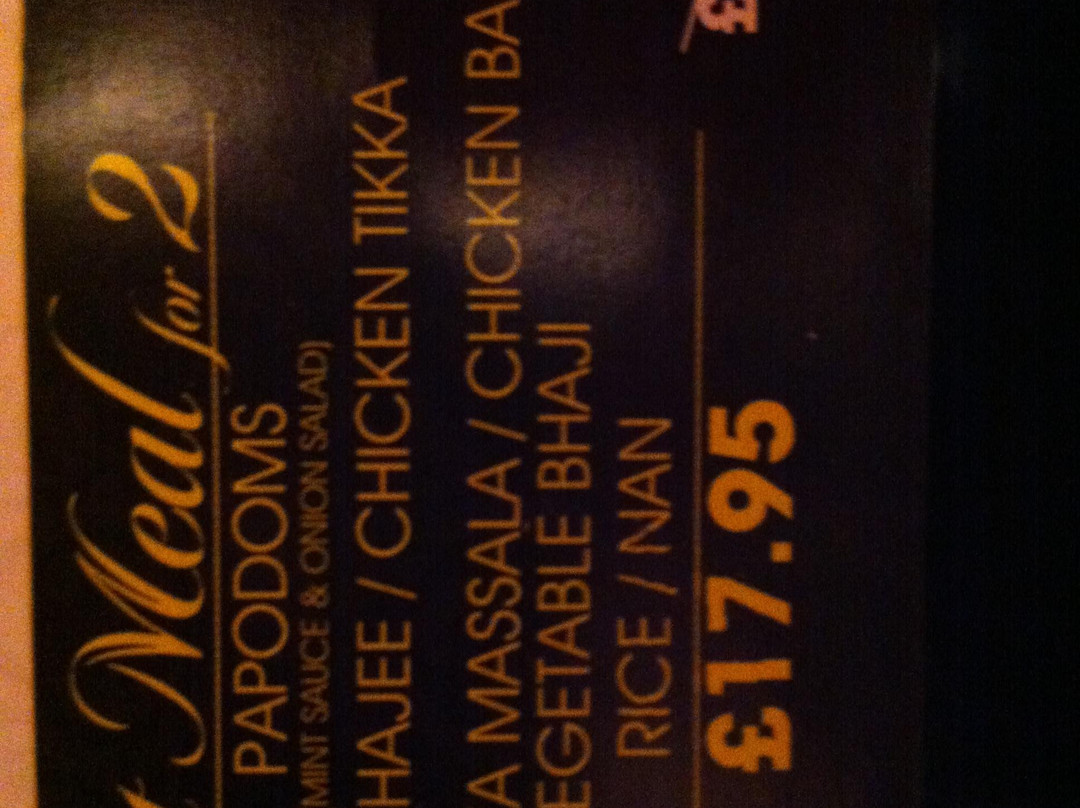 Meal for 2
PAPODOMS
MINT SAUCE & ONION SALAD)
HAJEE / CHICKEN TIKKA
A MASSALA / CHICKEN BA
EGETABLE BHAJI
RICE / NAN
£17.95
£